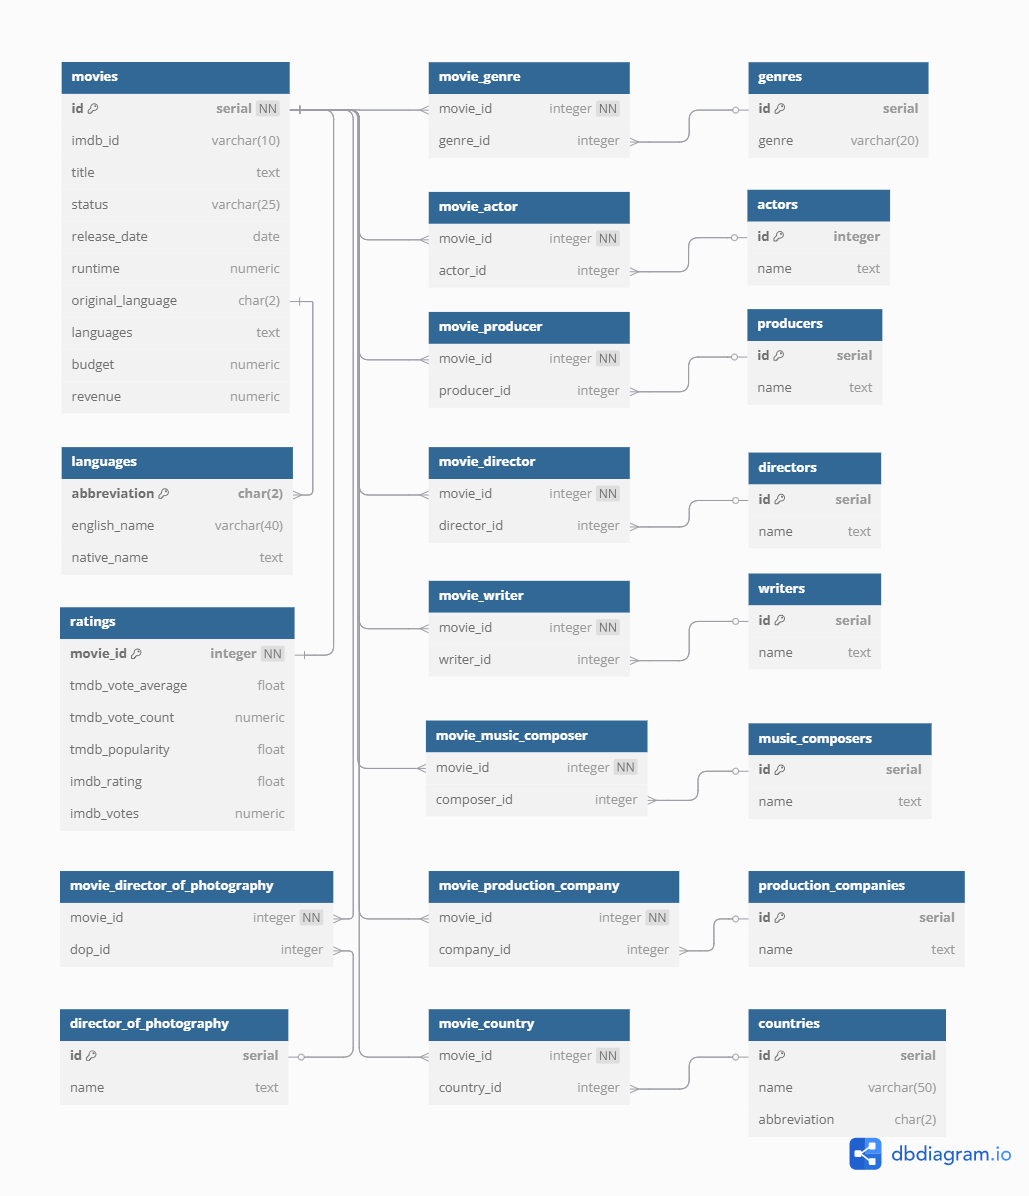 movies
id serial NN
imdb_id varchar(10)
title text
status varchar(25)
release_date date
runtime numeric
original_language char(2)
languages text
budget numeric
revenue numeric
languages
abbreviation char(2)
english_name varchar(40)
native_name text
ratings
movie_id integer NN
tmdb_vote_average float
tmdb_vote_count numeric
tmdb_popularity float
imdb_rating float
imdb_votes numeric
movie_director_of_photography
movie_id integer NN
dop_id integer
director_of_photography
id serial
name text
movie_genre
movie_id integer NN
genre_id integer
movie_actor
movie_id integer NN
actor_id integer
movie_producer
movie_id integer NN
producer_id integer
movie_director
movie_id integer NN
director_id integer
movie_writer
movie_id integer NN
writer_id integer
movie_music_composer
movie_id integer NN
composer_id integer
movie_production_company
movie_id integer NN
company_id integer
movie_country
movie_id integer NN
country_id integer
genres
id serial
genre varchar(20)
actors
id integer
name text
producers
id serial
name text
directors
id serial
name text
writers
id serial
name text
music_composers
id serial
name text
production_companies
id serial
name text
countries
id serial
name varchar(50)
abbreviation char(2)
dbdiagram.io